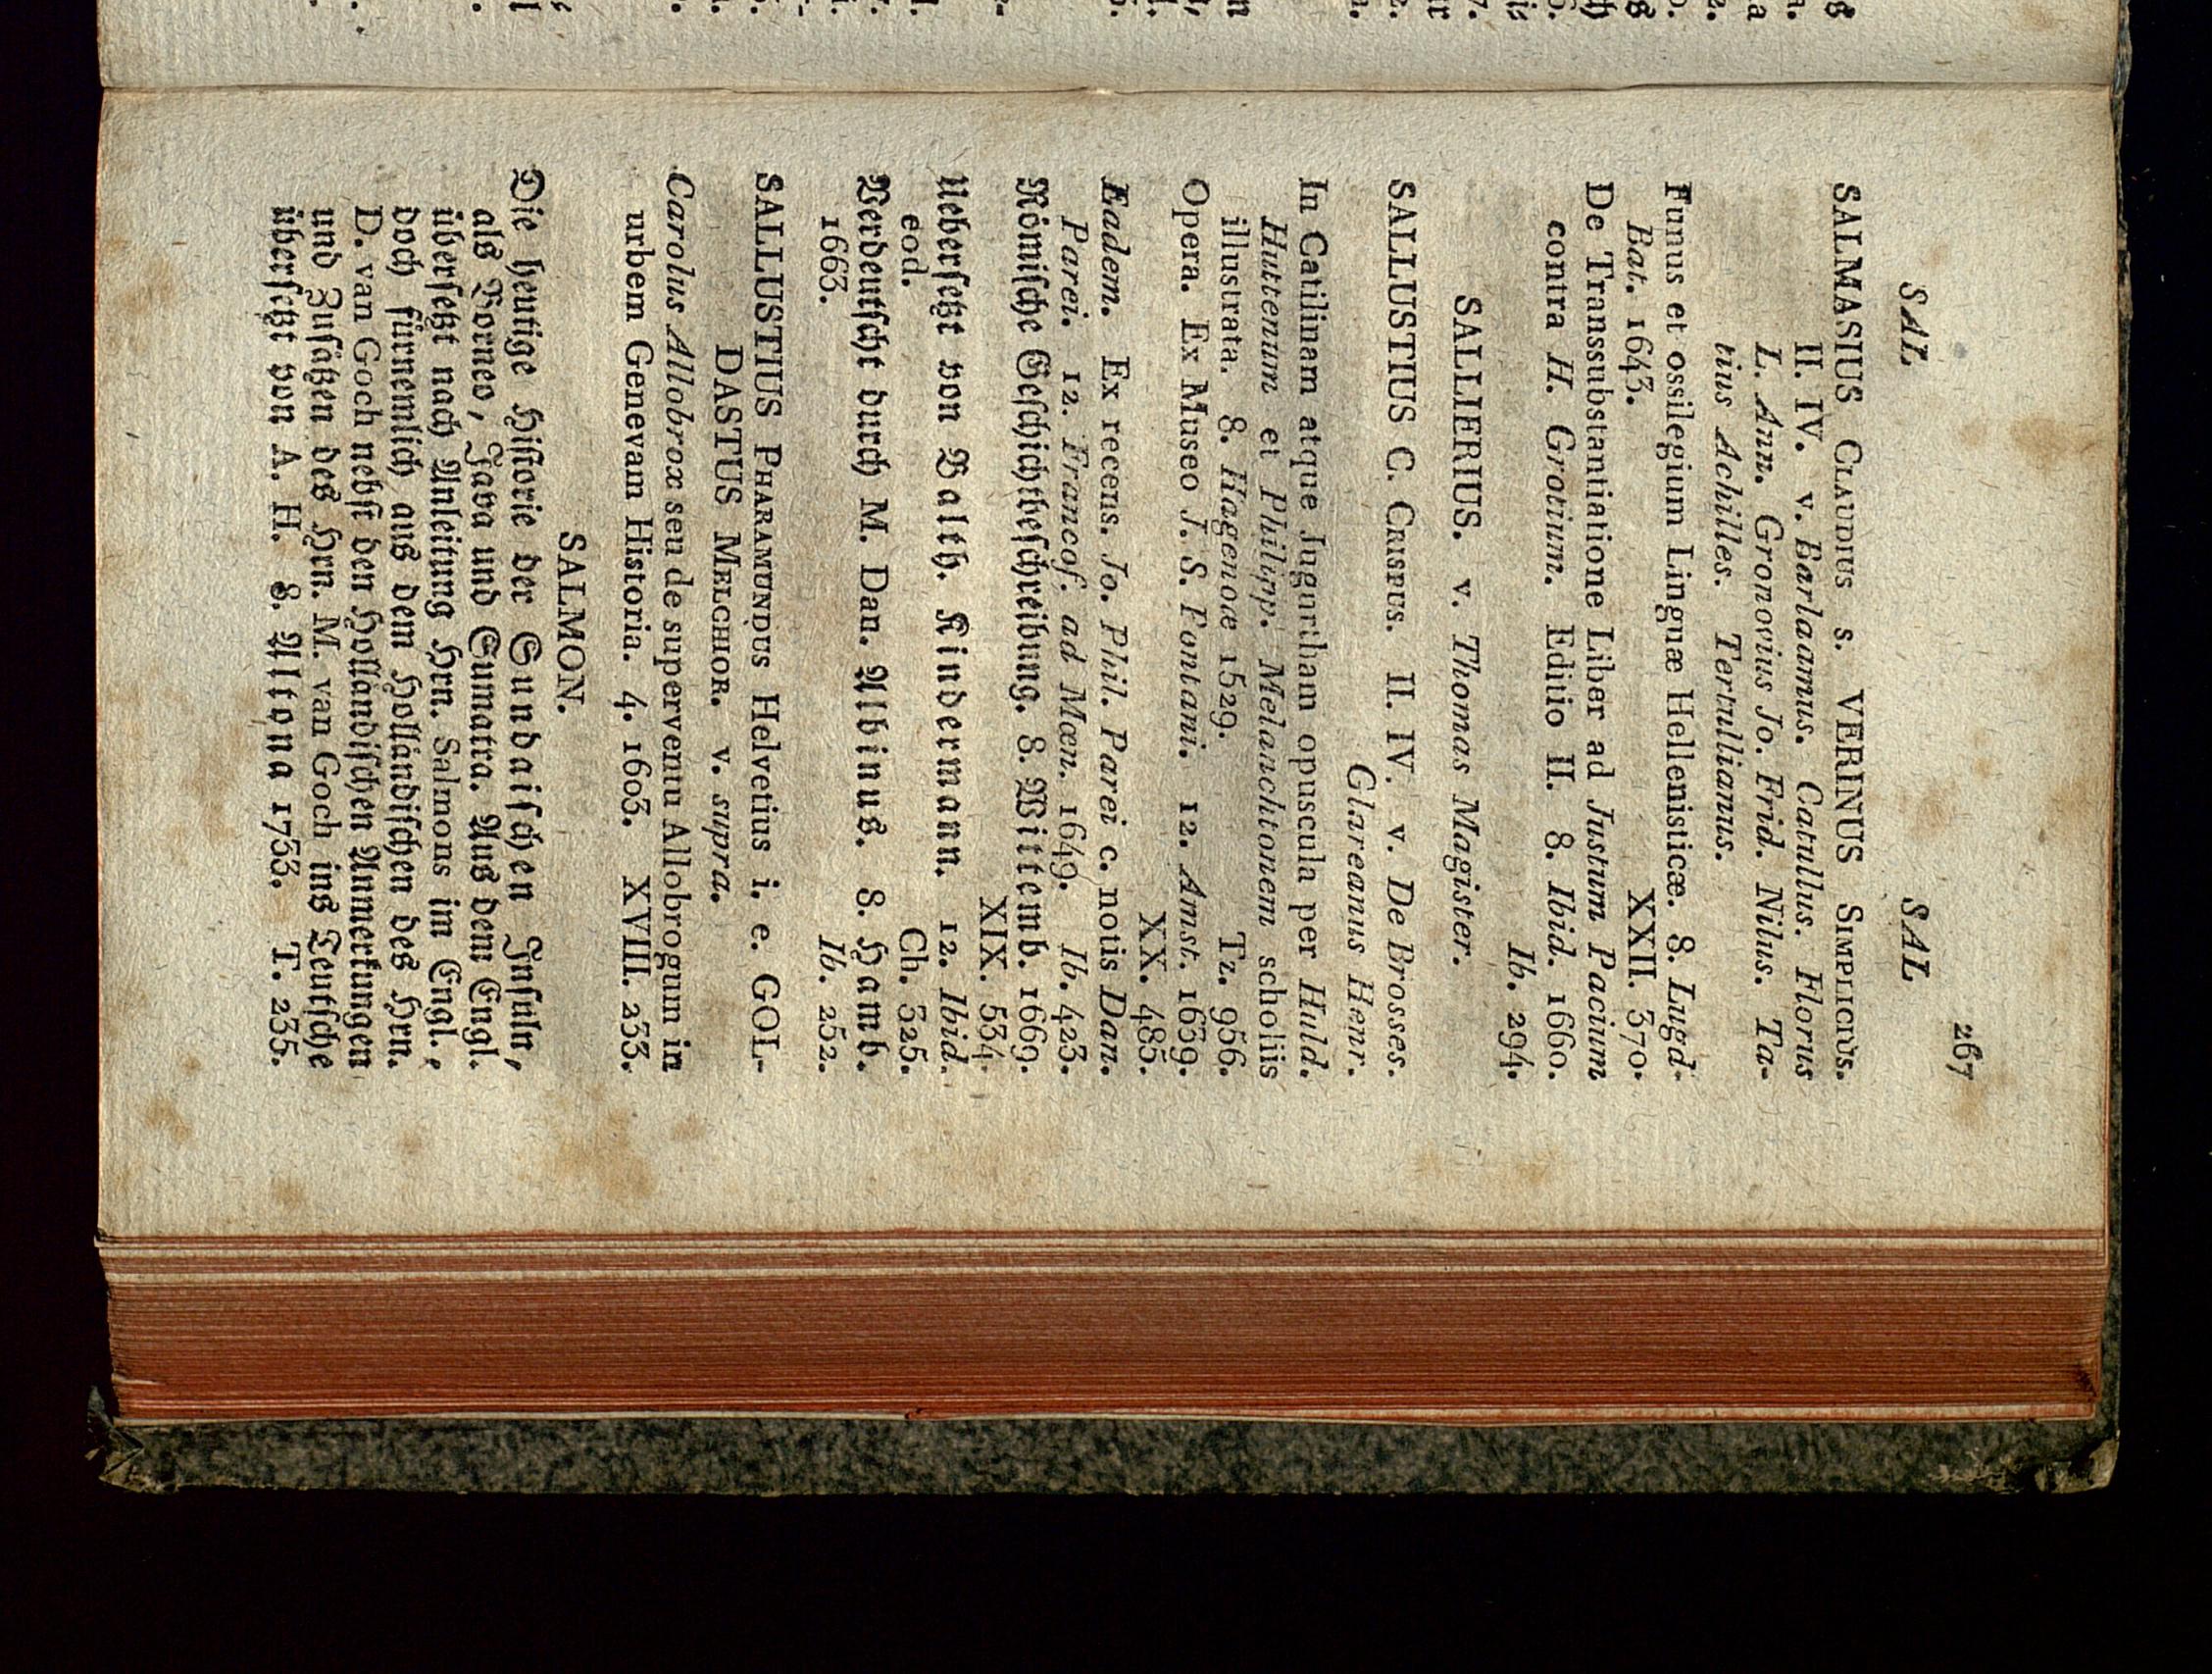 SAL SAL 267
SALMASIUS CLAUDIUS s. VERINUS SIMPLICIUS.
II. IV. v. Barlaamus. Catullus. Florus
L. Ann. Gronovius Jo. Frid. Nilus. Ta-
tius Achilles. Tertullianus.
Funus et ossilegium Linguæ Hellenisticæ. 8. Lugd.
Bat. 1643. XXII. 370.
De Transsubstantiatione Liber ad Justum Pacium
contra H. Grotium. Editio II. 8. Ibid. 1660.
Ib. 294.
SALLIERIUS. v. Thomas Magister.
SALLUSTIUS C. CRISPUS. II. IV. v. De Brosses.
Glareanus Henr.
In Catilinam atque Jugurtham opuscula per Huld.
Huttenum et Philipp. Melanchtonem scholiis
illustrata. 8. Hagenoæ 1529. Tz. 956.
Opera. Ex Museo J. S. Fontani. 12. Amst. 1639.
XX. 485.
Eadem. Ex recens. Jo. Phil. Parei c. notis Dan.
Parei. 12. Francof. ad Mœn. 1649. Ib. 423.
Römische Geschichtbeschreibung. 8. Wittemb. 1669.
XIX. 534.
Uebersetzt von Balth. Kindermann. 12. Ibid.
eod. Ch. 325.
Verdeutscht durch M. Dan. Albinus. 8. Hamb.
1663. Ib. 252.
SALLUSTIUS PHARAMUNDUS Helvetius i. e. GOL-
DASTUS MELCHIOR. v. supra.
Carolus Allobrox seu de superventu Allobrogum in
urbem Genevam Historia. 4. 1603. XVIII. 233.
SALMON.
Die heutige Historie der Sundaischen Insuln,
als Borneo, Java und Sumatra. Aus dem Engl.
übersetzt nach Anleitung Hrn. Salmons im Engl.,
doch fürnemlich aus dem Holländischen des Hrn.
D. van Goch nebst den Holländischen Anmerkungen
und Zusätzen des Hrn. M. van Goch ins Teutsche
übersetzt von A. H. 8. Altona 1733. T. 235.